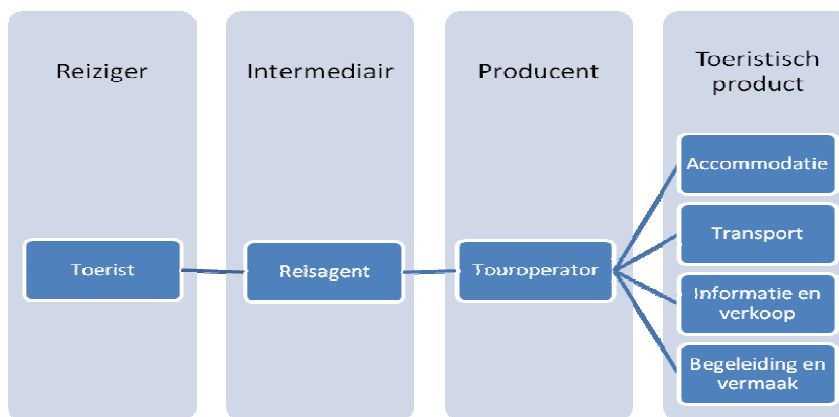 Reiziger
Intermediair
Producent
Toeristisch
product
Toerist
Reisagent
Touroperator
Accommodatie
Transport
Informatie en
verkoop
Begeleiding en
vermaak